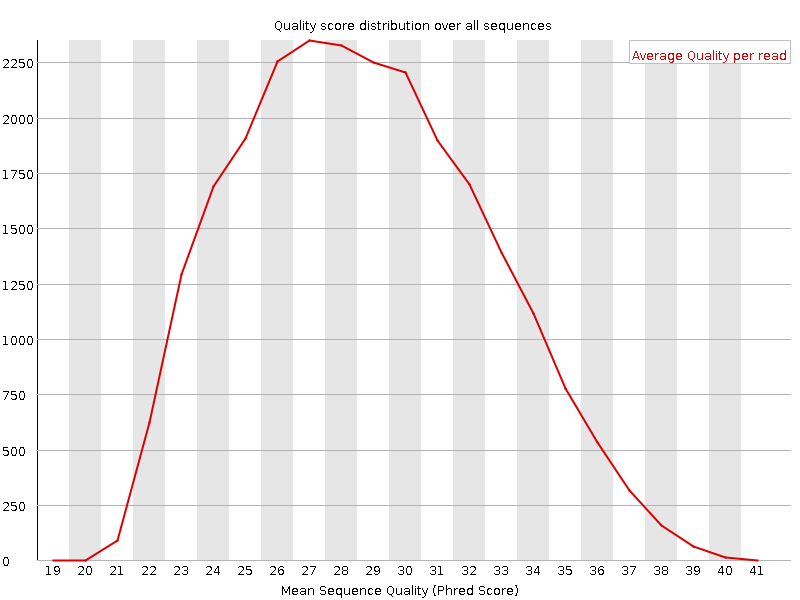 Quality score distribution over all sequences
Average Quality per read
2250
2000
1750
1500
1250
1000
750
500
250
0
19 20 21 22 23 24 25 26 27 28 29 30 31 32 33 34 35 36 37 38 39 40 41
Mean Sequence Quality (Phred Score)